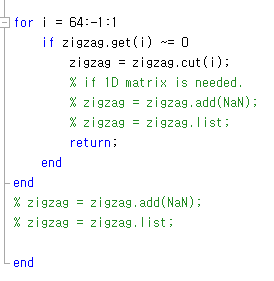 for i = 64:-1:1
if zigzag.get(i) ~= 0
zigzag = zigzag.cut(i);
% if 1D matrix is needed.
% zigzag = zigzag.add(NaN);
% zigzag = zigzag.list;
return;
end
end
% zigzag = zigzag.add(NaN);
% zigzag = zigzag.list;
end